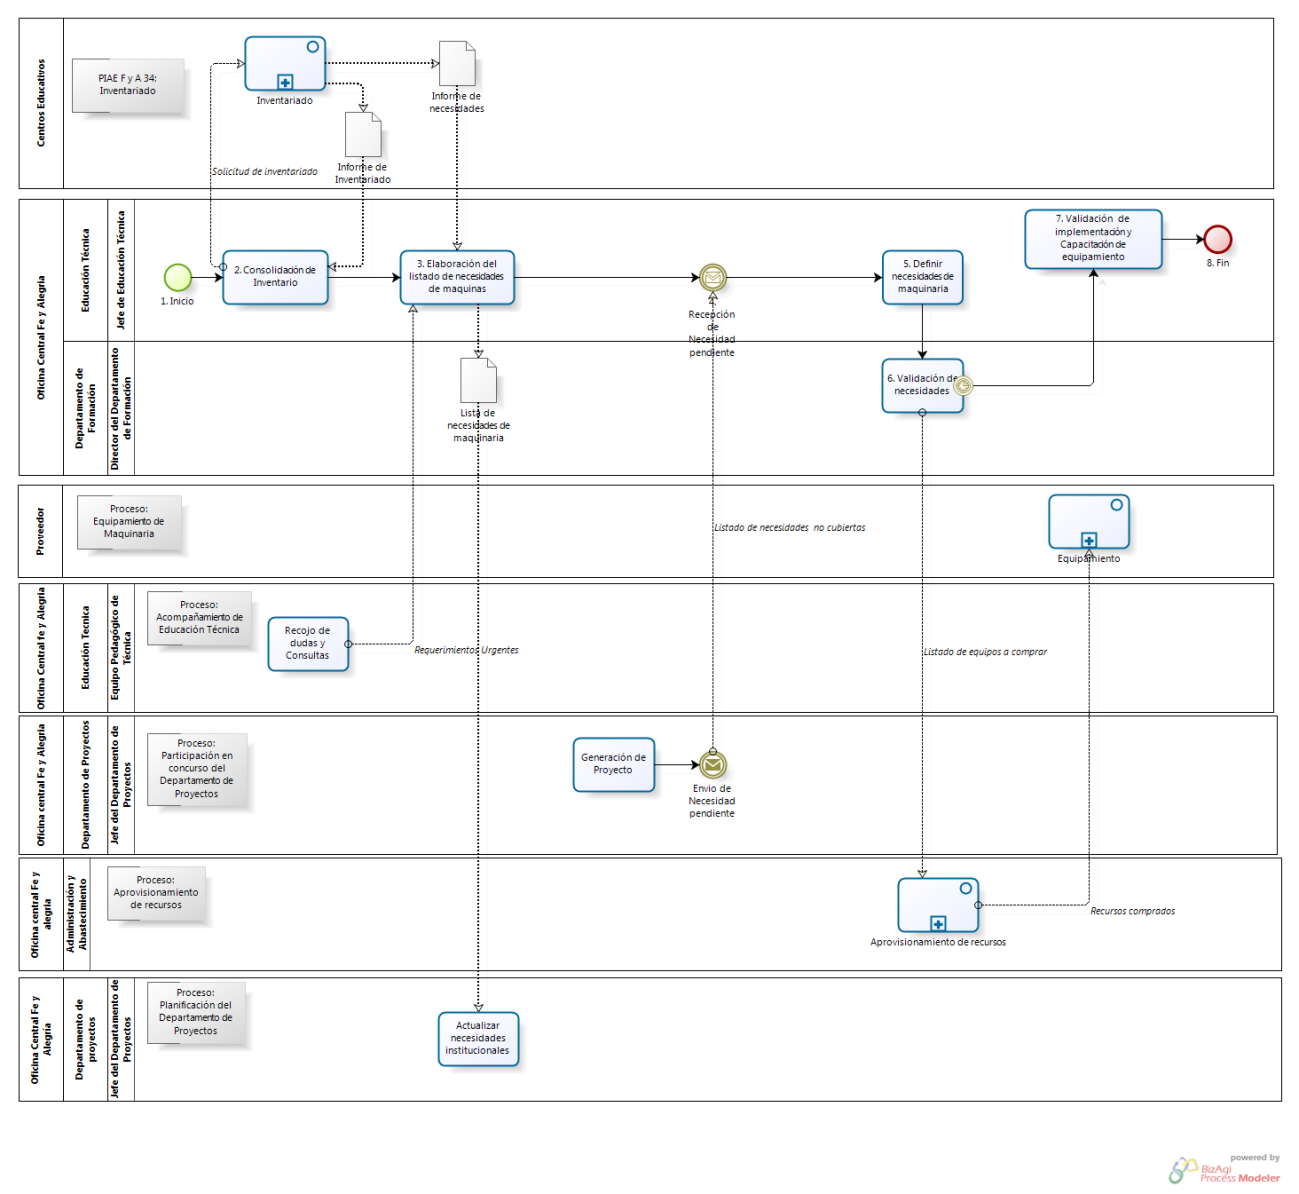 Centros Educativos
PIAE F y A 34:
Inventariado
Inventariado
Informe de
necesidades
Informe de
Inventariado
Solicitud de inventariado
Oficina Central Fe y Alegria
Educación Técnica
Jefe de Educación Técnica
1. Inicio
2. Consolidación de
Inventario
3. Elaboración del
listado de necesidades
de maquinas
4.
Recepción
de
Necesidad
pendiente
5. Definir
necesidades de
maquinaria
7. Validación de
implementación y
Capacitación de
equipamiento
8. Fin
Departamento de
Formación
Director del Departamento
de Formación
Lista de
necesidades de
maquinaria
6. Validación de
necesidades
Proveedor
Proceso:
Equipamiento de
Maquinaria
Listado de necesidades no cubiertas
Equipamiento
Oficina Central fe y Alegria
Educación Tecnica
Equipo Pedagógico de
Técnica
Proceso:
Acompañamiento de
Educación Técnica
Recojo de
dudas y
Consultas
Requerimientos Urgentes
Listado de equipos a comprar
Oficina central Fe y Alegria
Departamento de Proyectos
Jefe del Departamento de
Proyectos
Proceso:
Participación en
concurso del
Departamento de
Proyectos
Generación de
Proyecto
Envio de
Necesidad
pendiente
Oficina central Fe y
alegria
Administración y
Abastecimiento
Proceso:
Aprovisionamiento
de recursos
Aprovisionamiento de recursos
Recursos comprados
Oficina Central Fe y
Alegría
Departamento de
proyectos
Jefe del Departamento de
Proyectos
Proceso:
Planificación del
Departamento de
Proyectos
Actualizar
necesidades
institucionales
powered by
BizAgi
Process Modeler